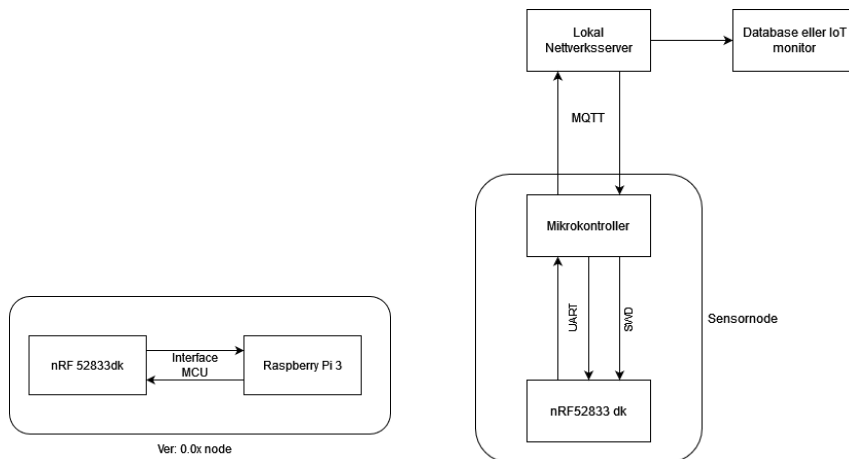 Lokal
Nettverksserver
Database eller IoT
monitor
MQTT
Mikrokontroller
UART
SWD
Sensornode
nRF52833 dk
nRF 52833dk
Interface
MCU
Raspberry Pi 3
Ver: 0.0x node